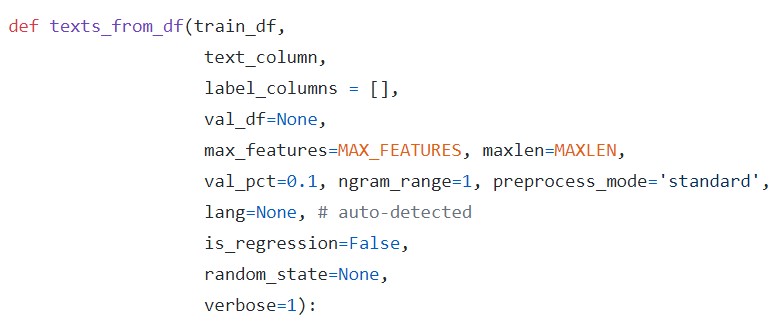 def texts_from_df(train_df,
text_column,
label_columns = [],
val_df=None,
max_features=MAX_FEATURES, maxlen=MAXLEN,
val_pct=0.1, ngram_range=1, preprocess_mode='standard',
lang=None, # auto-detected
is_regression=False,
random_state=None,
verbose=1):